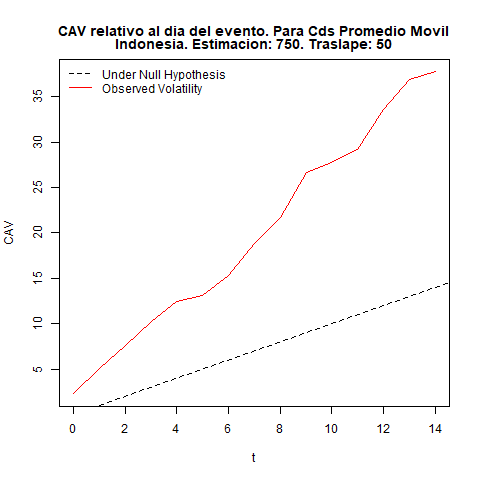 CAV relativo al dia del evento. Para Cds Promedio Movil
Indonesia. Estimacion: 750. Traslape: 50
Under Null Hypothesis
Observed Volatility
CAV
35
30
25
20
15
10
5
0 2 4 6 8 10 12 14
t